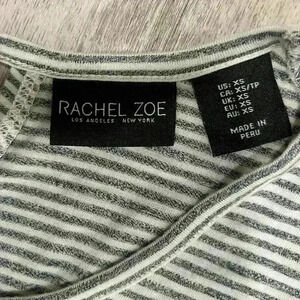 RACHEL ZOE
LOS ANGELES NEW YORK
US: XS
CA: XS/TP
UK: XS
EU: XS
AU: XS
MADE IN
PERU